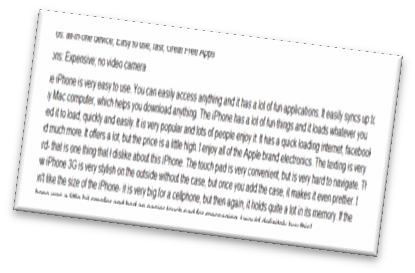 os: all-in-one device, Easy to use, fast, Great Free Apps
ons: Expensive, no video camera
e iPhone is very easy to use. You can easily access anything and it has a lot of fun applications. It easily syncs up to
y Mac computer, which helps you download anything. The iPhone has a lot of fun things and it loads whatever you
ed it to load, quickly and easily. It is very popular and lots of people enjoy it. It has a quick loading internet, facebook
d much more. It offers a lot, but the price is a little high. I enjoy all of the Apple brand electronics. The texting is very
rd- that is one thing that I dislike about this iPhone. The touch pad is very convenient, but is very hard to navigate. Th
w iPhone 3G is very stylish on the outside without the case, but once you add the case, it makes it even prettier. I
n't like the size of the iPhone- it is very big for a cellphone, but then again, it holds quite a lot in its memory. If the
was a little bit smaller and had an easier touch pad for messaging, I would definitely buy this!